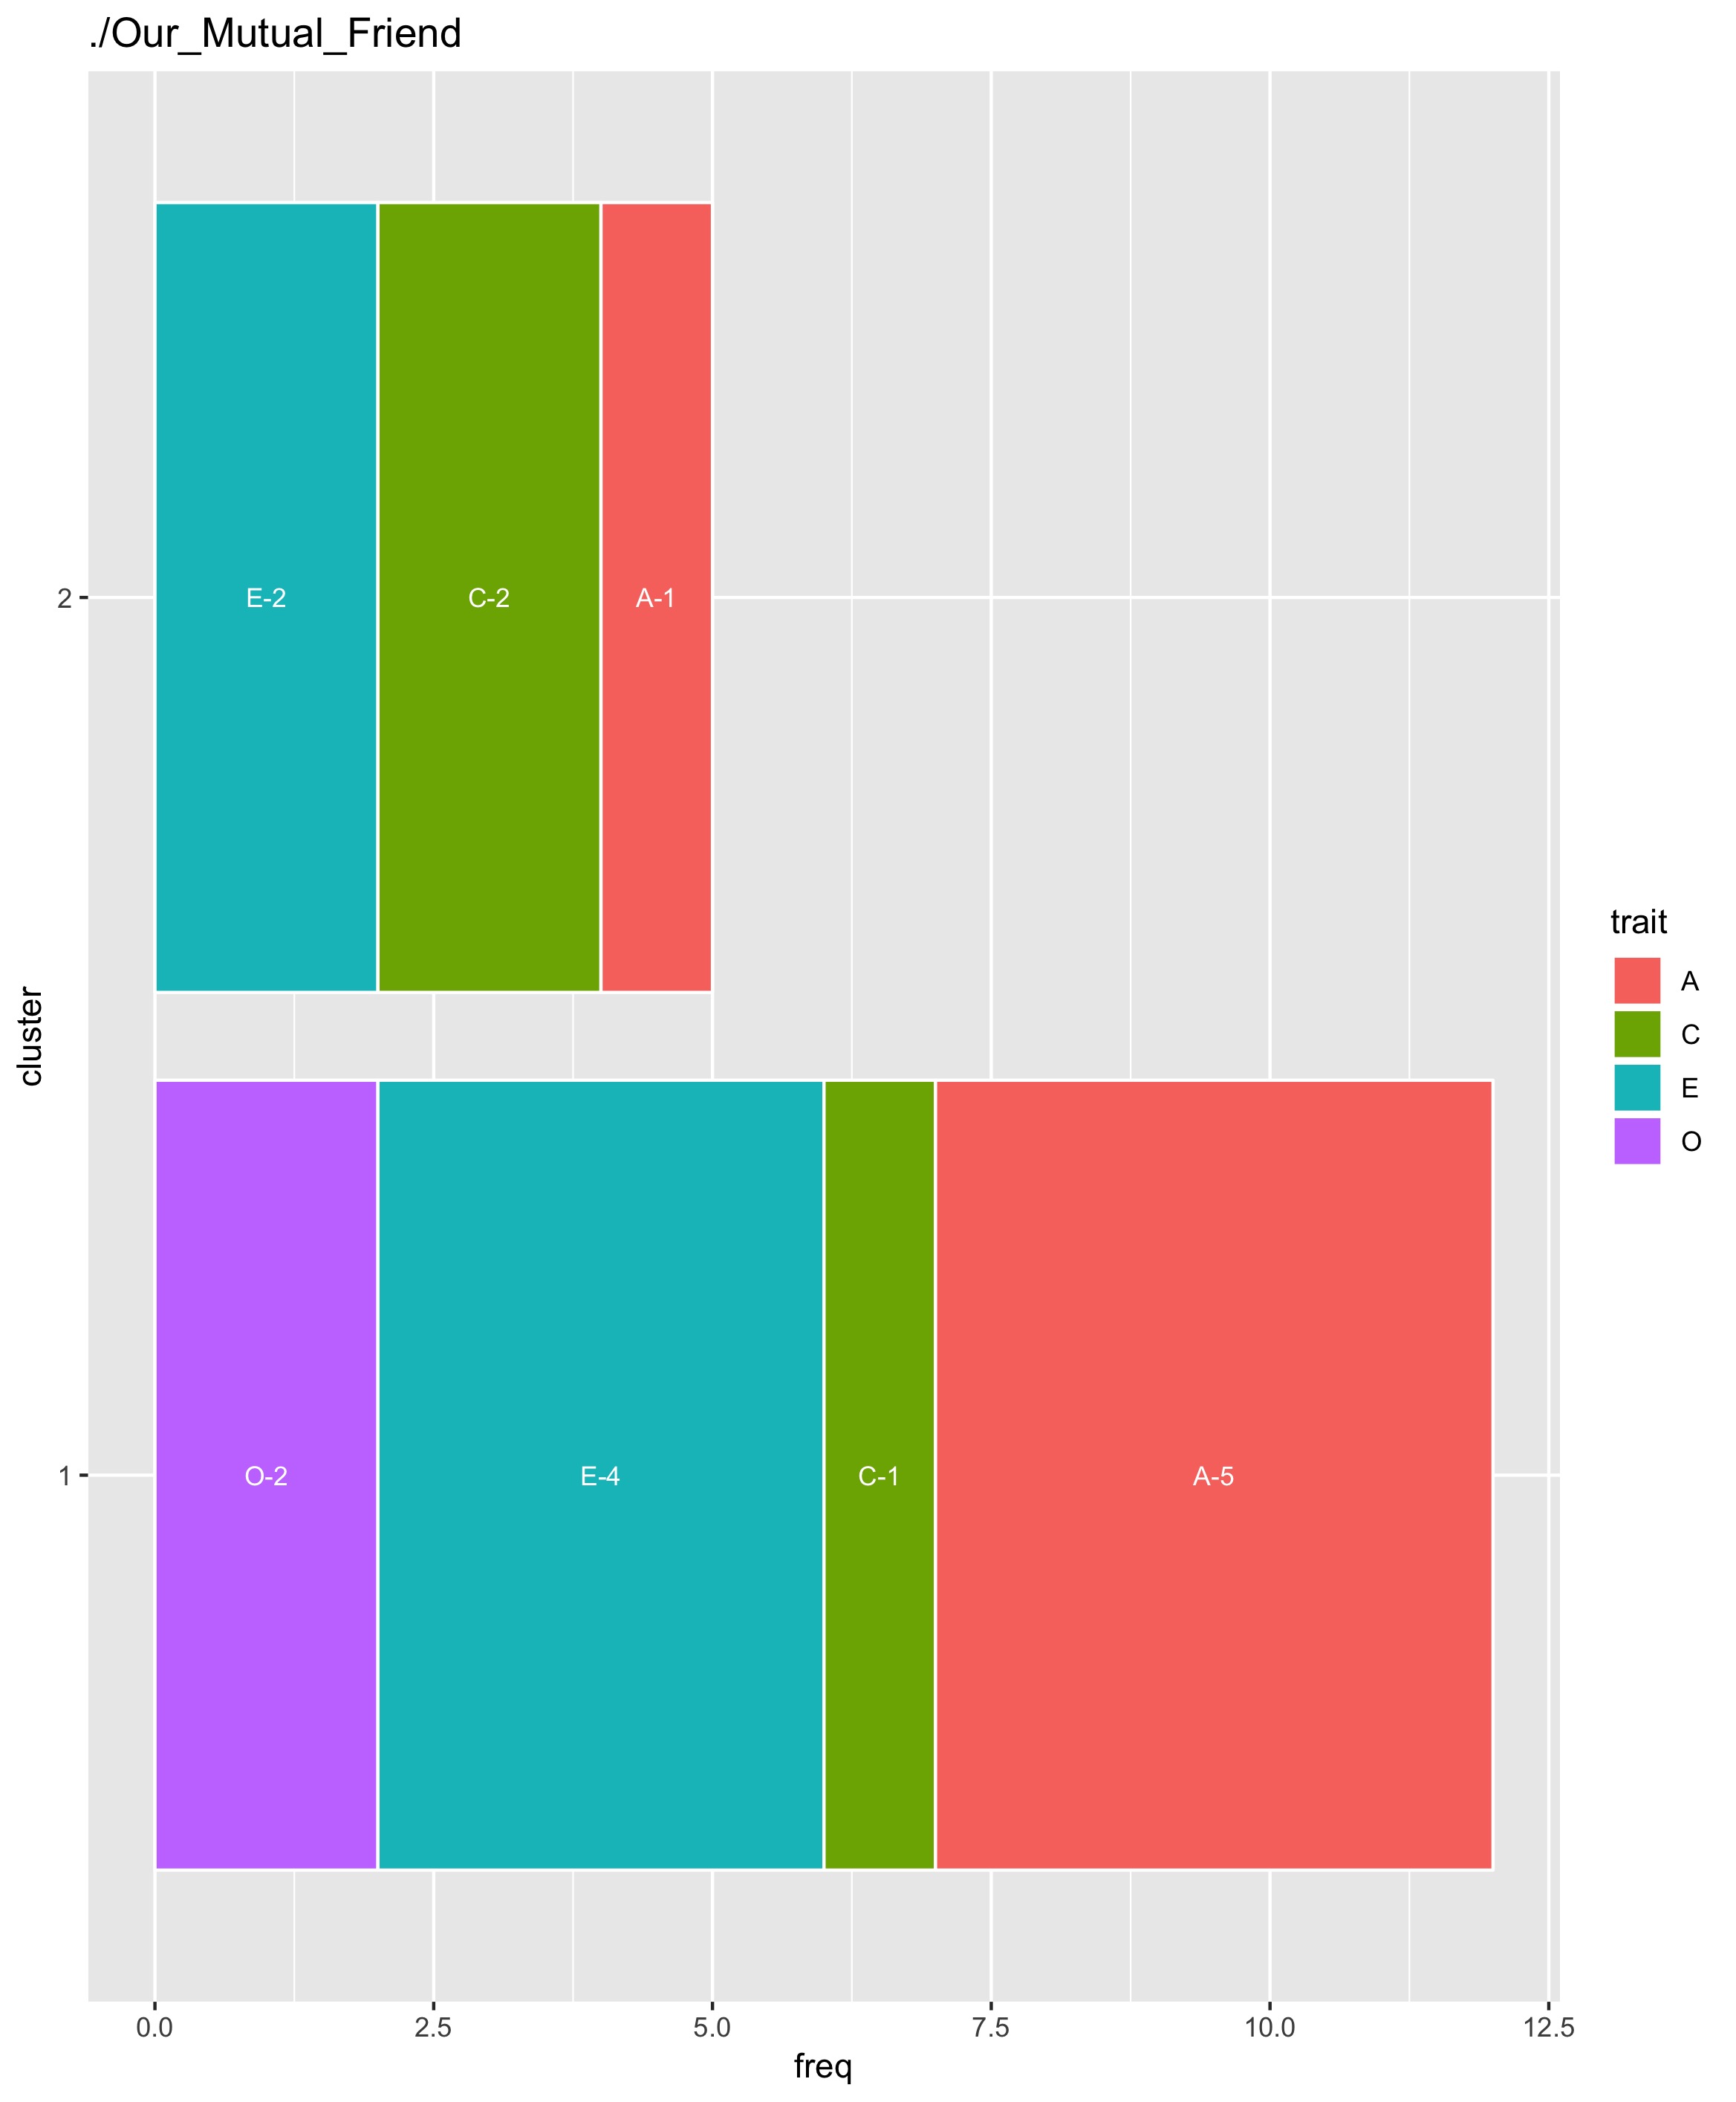 ./Our_Mutual_Friend
2
E-2 C-2 A-1
cluster
1
O-2 E-4 C-1 A-5
0.0 2.5 5.0 7.5 10.0 12.5
freq
trait
A
C
E
O